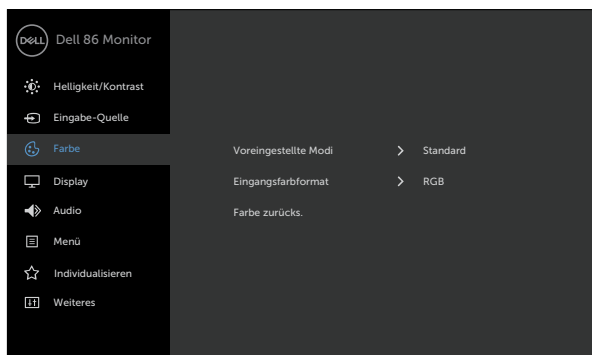 DELL Dell 86 Monitor
Helligkeit/Kontrast
Eingabe-Quelle
Farbe
Voreingestellte Modi Standard
Display
Eingangsfarbformat RGB
Audio
Farbe zurücks.
Menü
Individualisieren
Weiteres